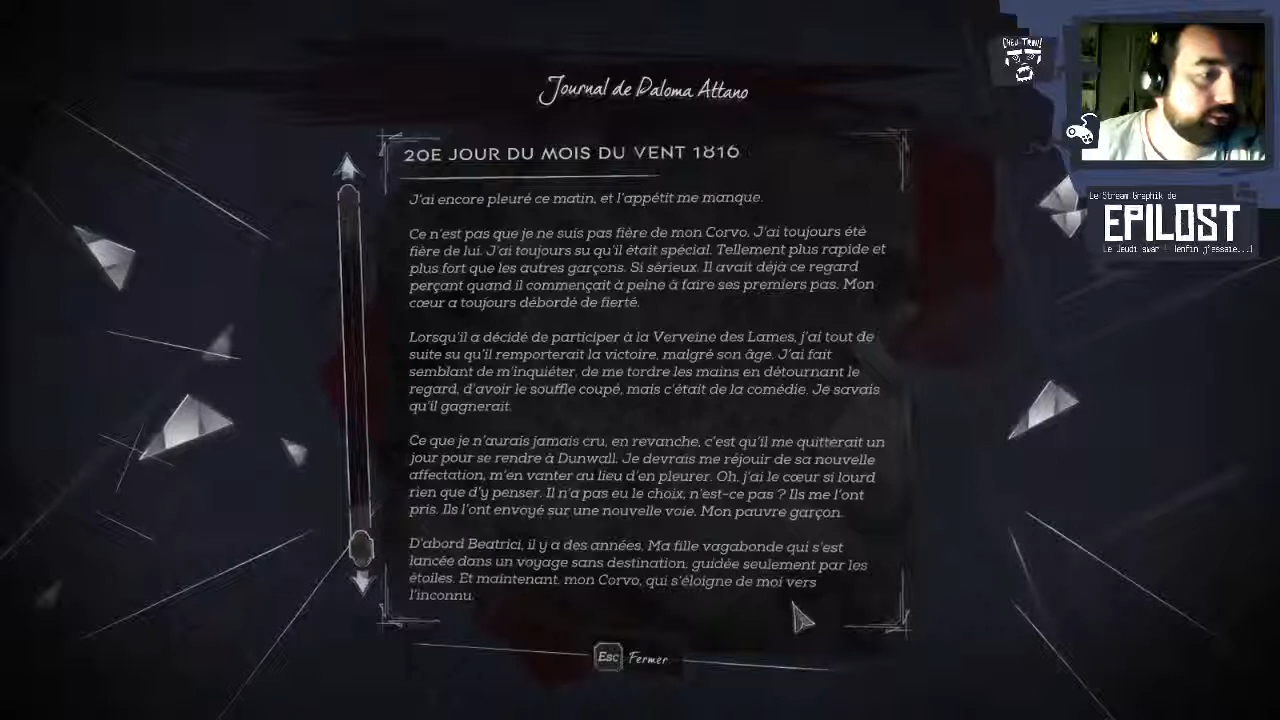 CHEU-TRON!
Journal de Paloma Attano
20E JOUR DU MOIS DU VENT 1816
J'ai encore pleuré ce matin, et l'appétit me manque.
Ce n'est pas que je ne suis pas fière de mon Corvo. J'ai toujours été
fière de lui. J'ai toujours su qu'il était spécial. Tellement plus rapide et
plus fort que les autres garçons. Si sérieux. Il avait déjà ce regard
perçant quand il commençait à peine à faire ses premiers pas. Mon
cœur a toujours débordé de fierté.
Lorsqu'il a décidé de participer à la Verveine des Lames, j'ai tout de
suite su qu'il remporterait la victoire, malgré son âge. J'ai fait
semblant de m'inquiéter, de me tordre les mains en détournant le
regard, d'avoir le souffle coupé, mais c'était de la comédie. Je savais
qu'il gagnerait.
Ce que je n'aurais jamais cru, en revanche, c'est qu'il me quitterait un
jour pour se rendre à Dunwall. Je devrais me réjouir de sa nouvelle
affectation, m'en vanter au lieu d'en pleurer. Oh, j'ai le cœur si lourd
rien que d'y penser. Il n'a pas eu le choix, n'est-ce pas ? Ils me l'ont
pris. Ils l'ont envoyé sur une nouvelle voie. Mon pauvre garçon.
D'abord Beatrici, il y a des années. Ma fille vagabonde qui s'est
lancée dans un voyage sans destination, guidée seulement par les
étoiles. Et maintenant, mon Corvo, qui s'éloigne de moi vers
l'inconnu.
Esc Fermer
Le Stream Graphik de
EPILOST
Le Jeudi swar - (enfin j'essaie...)